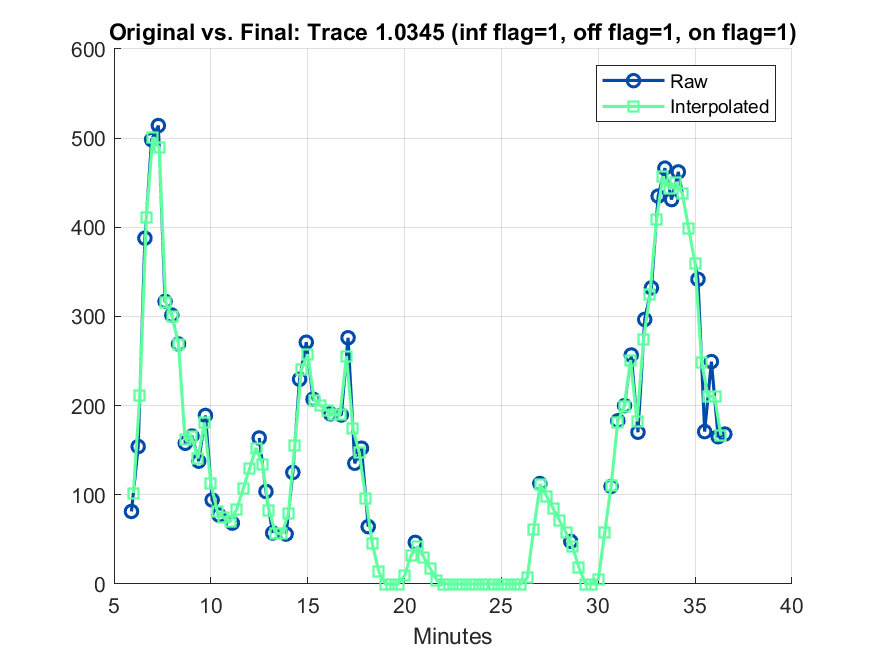 Original vs. Final: Trace 1.0345 (inf flag=1, off flag=1, on flag=1)
600
500
400
300
200
100
0
Raw
Interpolated
5 10 15 20 25 30 35 40
Minutes